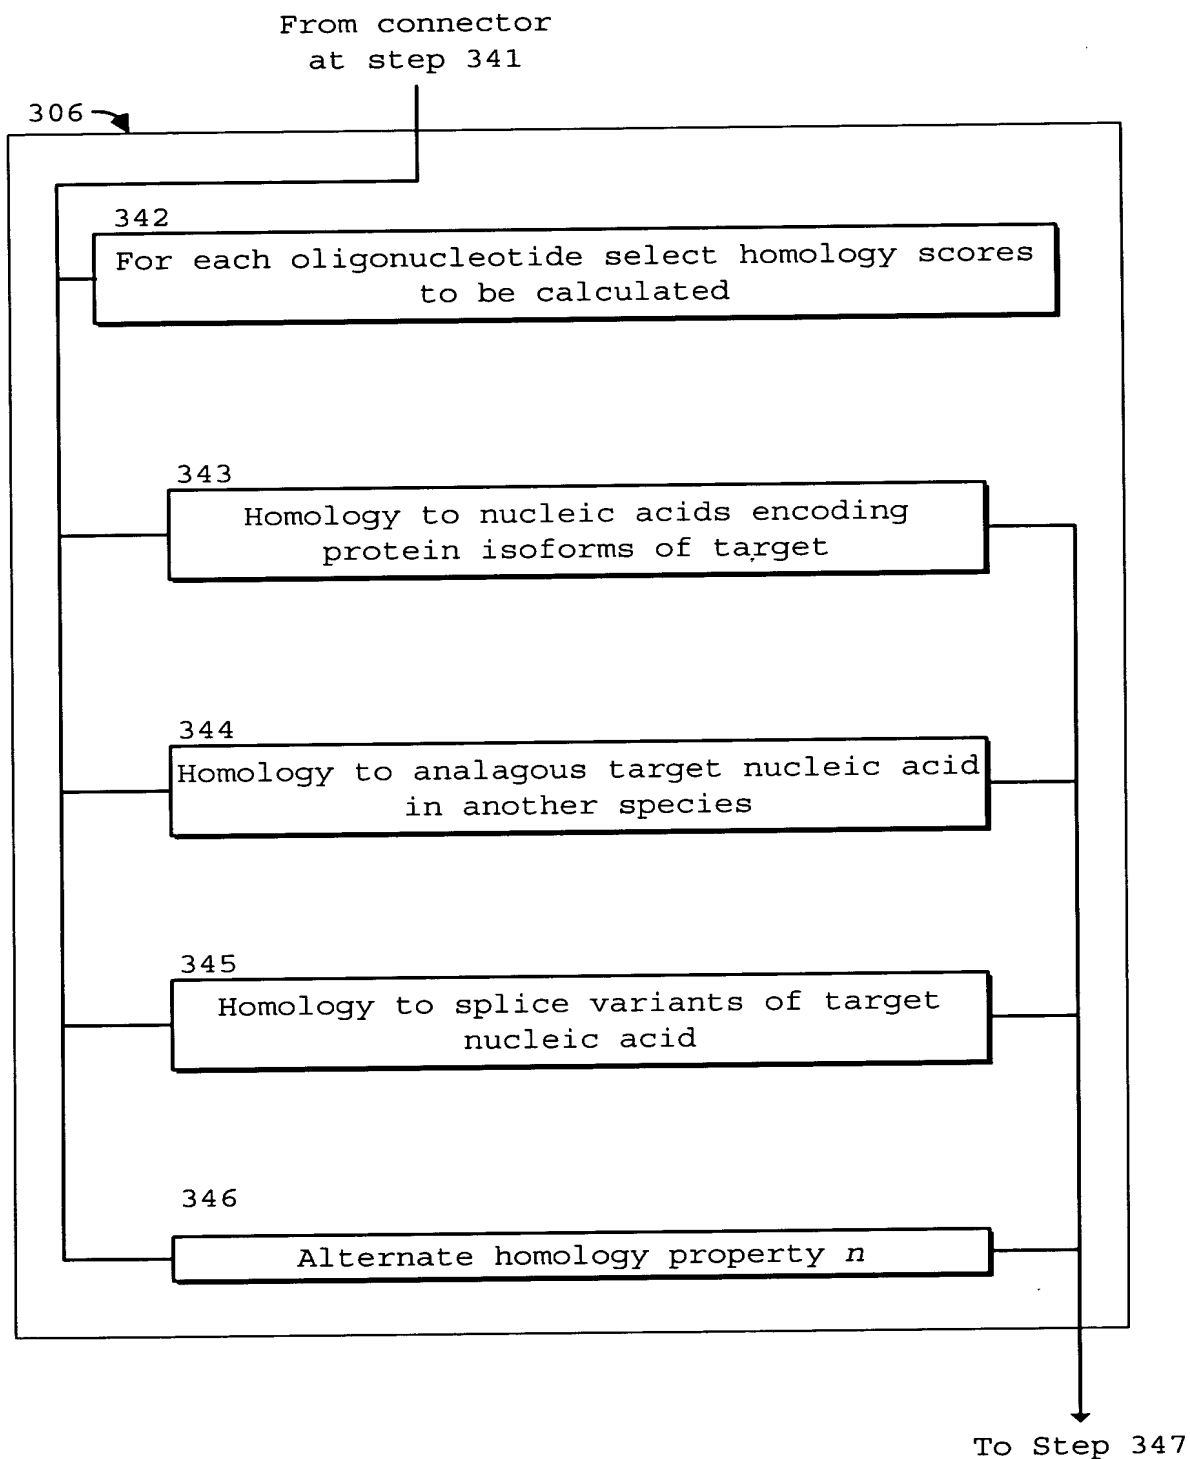 From connector
at step 341
306
342
For each oligonucleotide select homology scores
to be calculated
343
Homology to nucleic acids encoding
protein isoforms of target
344
Homology to analagous target nucleic acid
in another species
345
Homology to splice variants of target
nucleic acid
346
Alternate homology property n
To Step 347